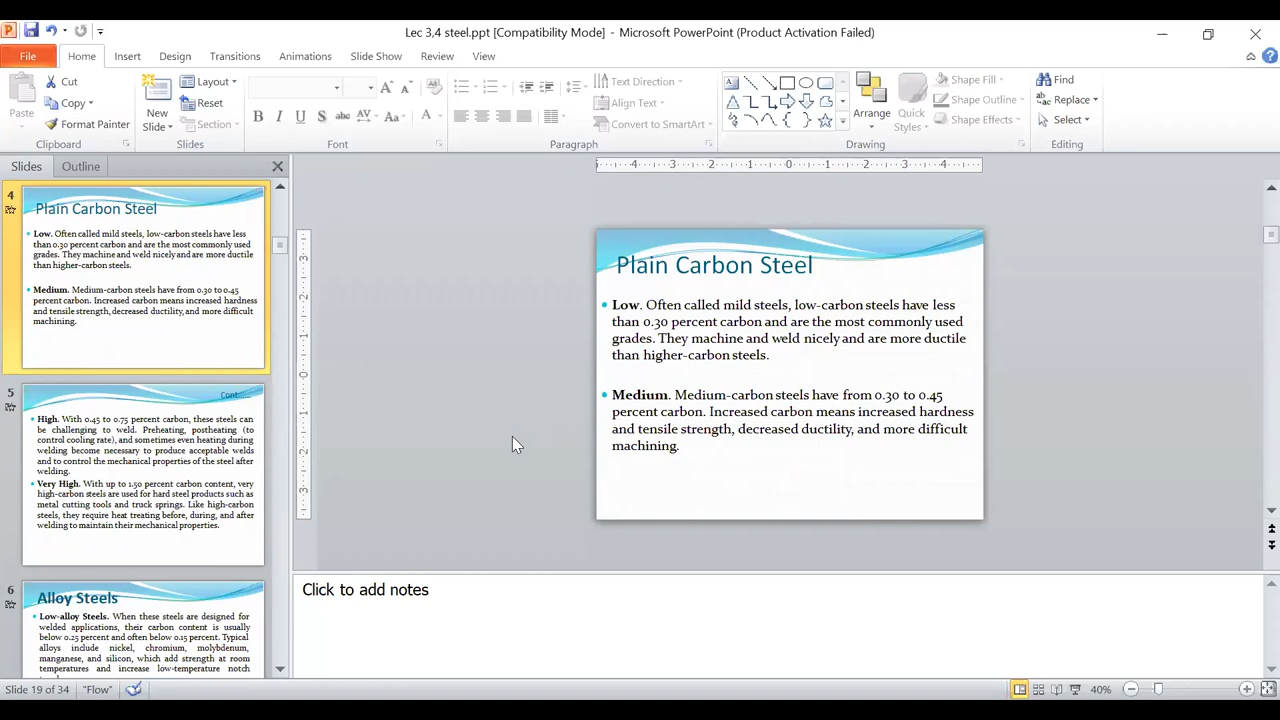 Lec 3,4 steel.ppt [Compatibility Mode] - Microsoft PowerPoint (Product Activation Failed)
File Home Insert Design Transitions Animations Slide Show Review View
Paste
Cut
Copy
Format Painter
Clipboard
New
Slide
Layout
Reset
Section
Slides
Font
Text Direction
Align Text
Convert to SmartArt
Paragraph
Arrange
Quick
Styles
Shape Fill
Shape Outline
Shape Effects
Drawing
Find
Replace
Select
Editing
Slides Outline
4
Plain Carbon Steel
Low. Often called mild steels, low-carbon steels have less
than 0.30 percent carbon and are the most commonly used
grades. They machine and weld nicely and are more ductile
than higher-carbon steels.
Medium. Medium-carbon steels have from 0.30 to 0.45
percent carbon. Increased carbon means increased hardness
and tensile strength, decreased ductility, and more difficult
machining.
5
Cont......
High. With 0.45 to 0.75 percent carbon, these steels can
be challenging to weld. Preheating, postheating (to
control cooling rate), and sometimes even heating during
welding become necessary to produce acceptable welds
and to control the mechanical properties of the steel after
welding.
Very High. With up to 1.50 percent carbon content, very
high-carbon steels are used for hard steel products such as
metal cutting tools and truck springs. Like high-carbon
steels, they require heat treating before, during, and after
welding to maintain their mechanical properties.
6
Alloy Steels
Low-alloy Steels. When these steels are designed for
welded applications, their carbon content is usually
below 0.25 percent and often below 0.15 percent. Typical
alloys include nickel, chromium, molybdenum,
manganese, and silicon, which add strength at room
temperatures and increase low-temperature notch
Plain Carbon Steel
Low. Often called mild steels, low-carbon steels have less
than 0.30 percent carbon and are the most commonly used
grades. They machine and weld nicely and are more ductile
than higher-carbon steels.
Medium. Medium-carbon steels have from 0.30 to 0.45
percent carbon. Increased carbon means increased hardness
and tensile strength, decreased ductility, and more difficult
machining.
Click to add notes
Slide 19 of 34 "Flow" 40%